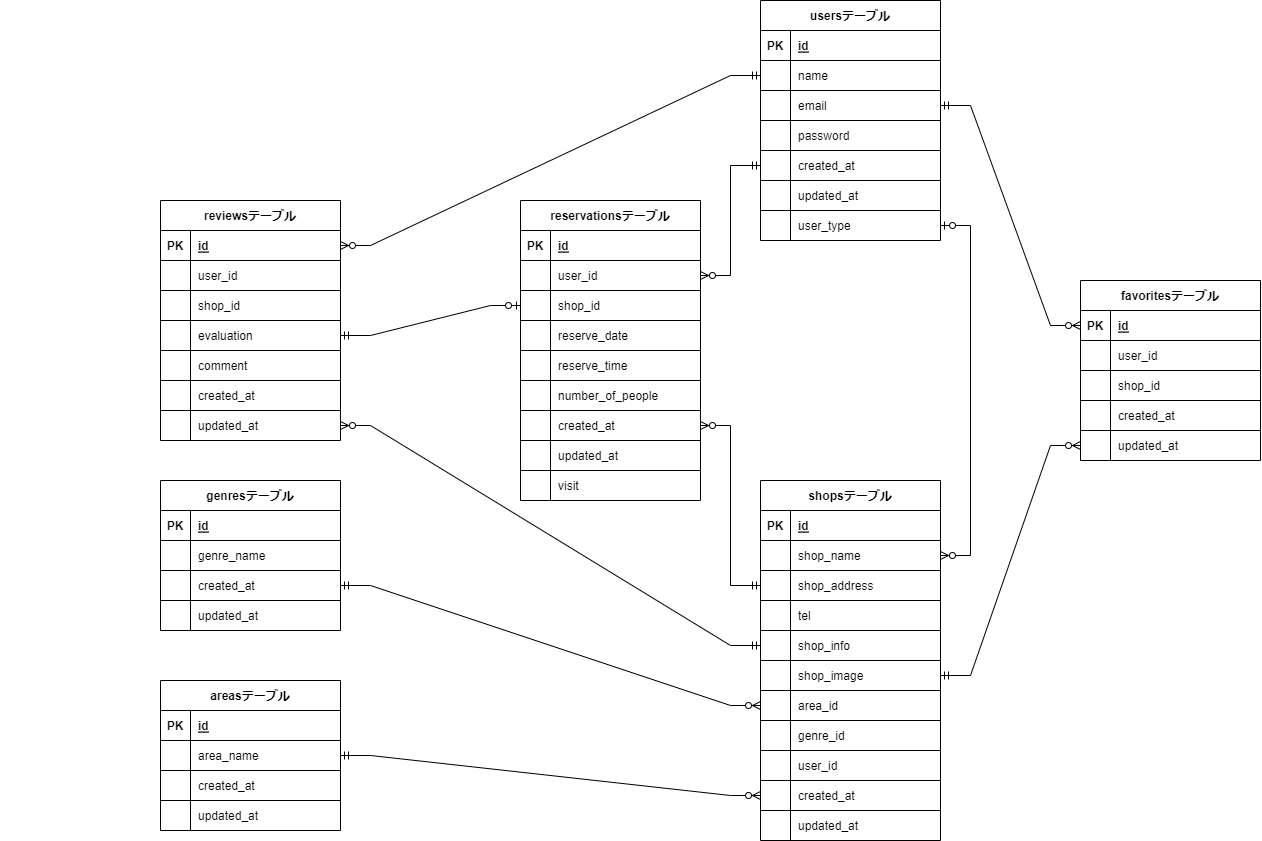 usersテーブル
PK id
name
email
password
created_at
updated_at
user_type
reviewsテーブル
PK id
user_id
shop_id
evaluation
comment
created_at
updated_at
reservationsテーブル
PK id
user_id
shop_id
reserve_date
reserve_time
number_of_people
created_at
updated_at
visit
favoritesテーブル
PK id
user_id
shop_id
created_at
updated_at
genresテーブル
PK id
genre_name
created_at
updated_at
shopsテーブル
PK id
shop_name
shop_address
tel
shop_info
shop_image
area_id
genre_id
user_id
created_at
updated_at
areasテーブル
PK id
area_name
created_at
updated_at